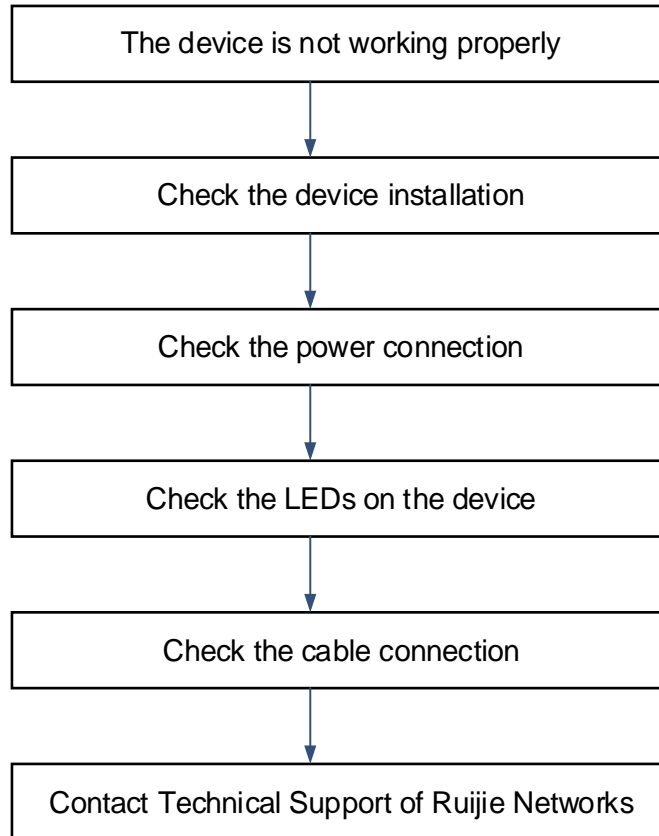 The device is not working properly
Check the device installation
Check the power connection
Check the LEDs on the device
Check the cable connection
Contact Technical Support of Ruijie Networks